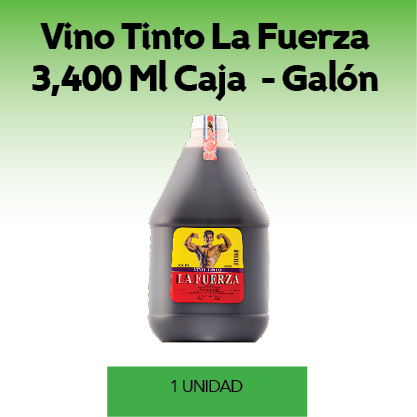 Vino Tinto La Fuerza
3,400 Ml Caja - Galón
VINO TINTO
LA FUERZA
1 UNIDAD